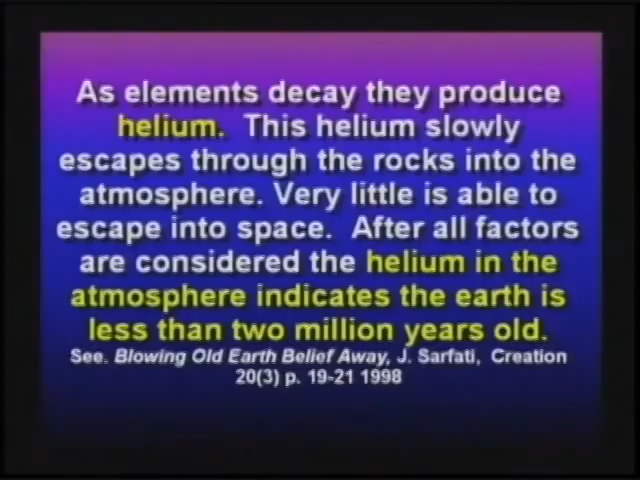 As elements decay they produce
helium. This helium slowly
escapes through the rocks into the
atmosphere. Very little is able to
escape into space. After all factors
are considered the helium in the
atmosphere indicates the earth is
less than two million years old.
See. Blowing Old Earth Belief Away, J. Sarfati, Creation
20(3) p. 19-21 1998